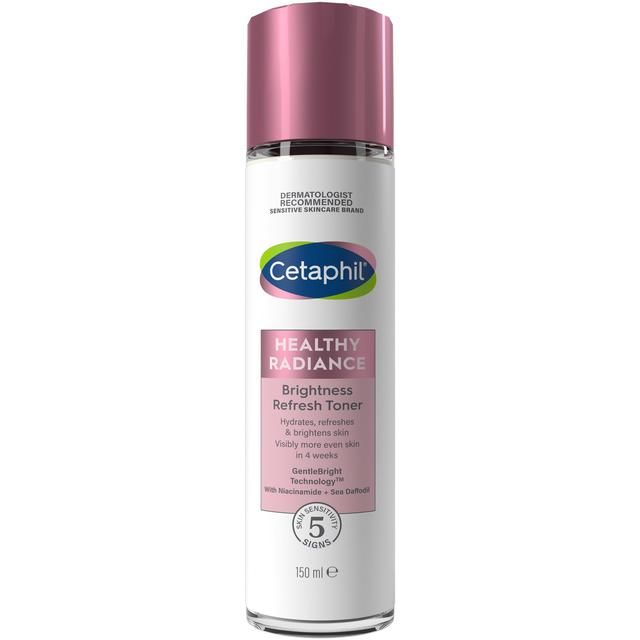 DERMATOLOGIST
RECOMMENDED
SENSITIVE SKINCARE BRAND
Cetaphil®
HEALTHY
RADIANCE
Brightness
Refresh Toner
Hydrates, refreshes
& brightens skin
Visibly more even skin
in 4 weeks
GentleBright
Technology™
With Niacinamide + Sea Daffodil
SKIN SENSITIVITY
5
SIGNS
150 ml ℮